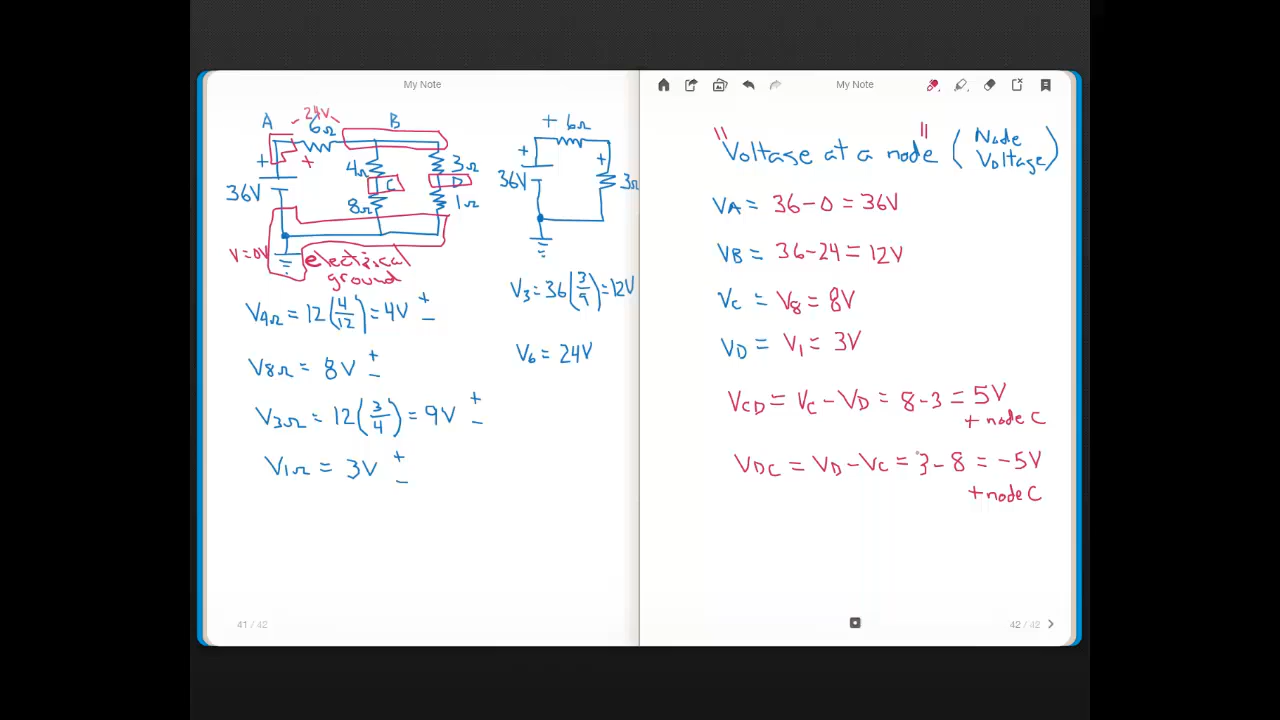 My Note
A
-24V-
6Ω
B
+
+
4Ω
3Ω
C
D
36V
8Ω
1Ω
V=0V
electrical
ground
+ 6Ω
+
+
36V
3Ω
V4Ω = 12(4/12) = 4V + -
V8Ω = 8V + -
V3Ω = 12(3/4) = 9V + -
V1Ω = 3V + -
V3 = 36(3/9) = 12V
V6 = 24V
41 / 42
My Note
"Voltage at a node" (Node
Voltage)
VA = 36-0 = 36V
VB = 36-24 = 12V
VC = V8 = 8V
VD = V1 = 3V
VCD = VC - VD = 8-3 = 5V
+ node C
VDC = VD - VC = 3-8 = -5V
+ node C
42 / 42